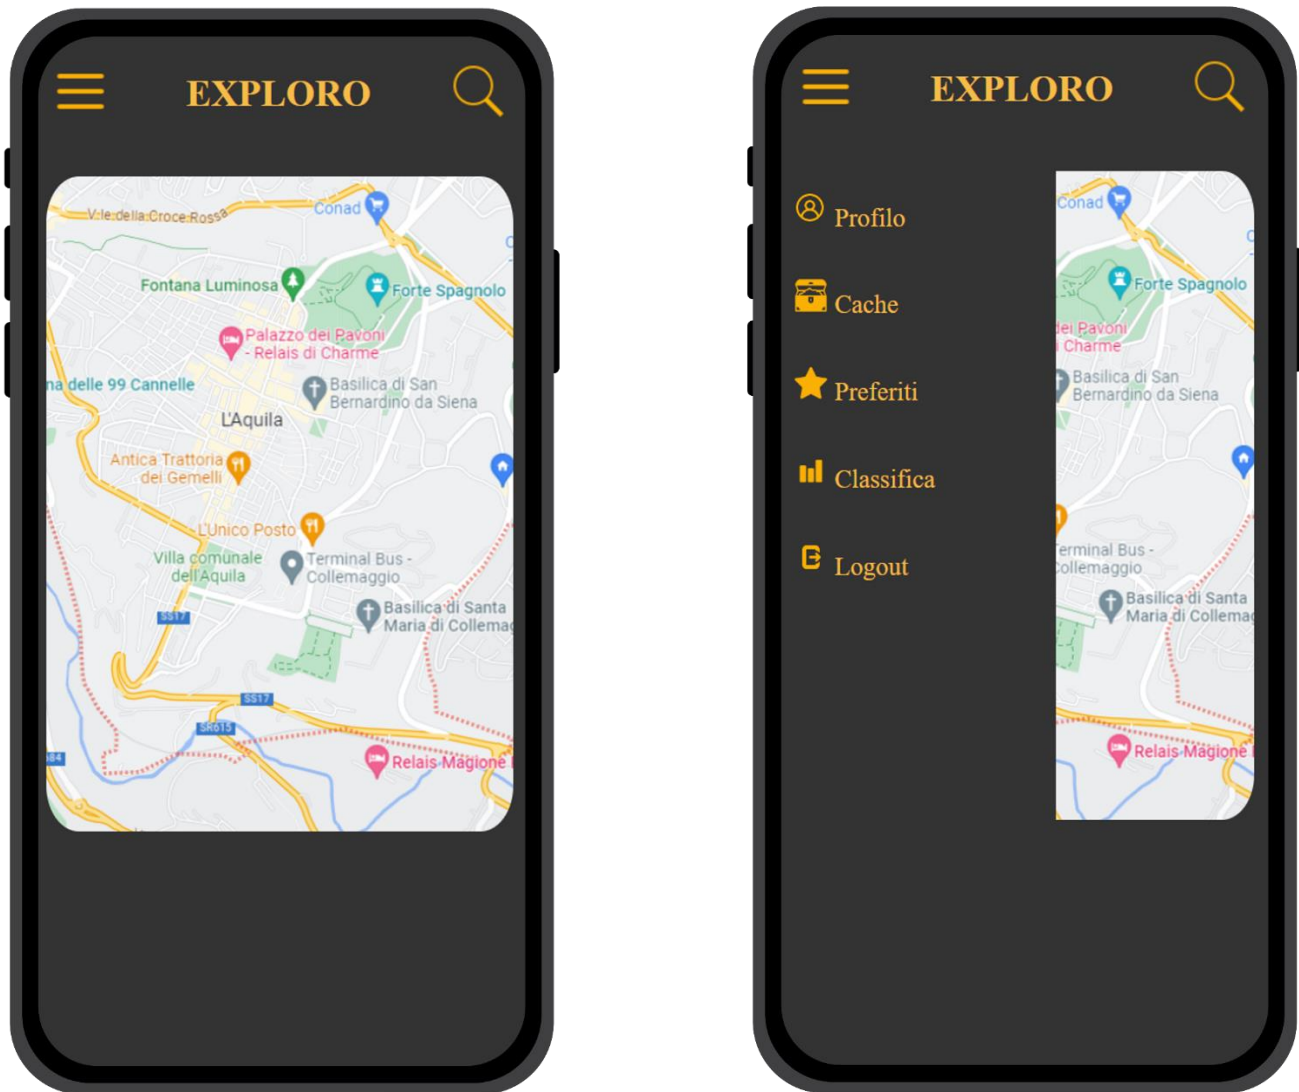 EXPLORO
V.le della Croce Rossa
Conad
Fontana Luminosa
Forte Spagnolo
Palazzo dei Pavoni
- Relais di Charme
na delle 99 Cannelle
Basilica di San
Bernardino da Siena
L'Aquila
Antica Trattoria
dei Gemelli
L'Unico Posto
Villa comunale
dell'Aquila
Terminal Bus -
Collemaggio
Basilica di Santa
Maria di Collemag
SS17
SS17
SR615
684
Relais Magione
EXPLORO
Profilo
Cache
Preferiti
Classifica
Logout
Conad
Forte Spagnolo
dei Pavoni
i Charme
Basilica di San
Bernardino da Siena
erminal Bus -
ollemaggio
Basilica di Santa
Maria di Collemag
Relais Magione